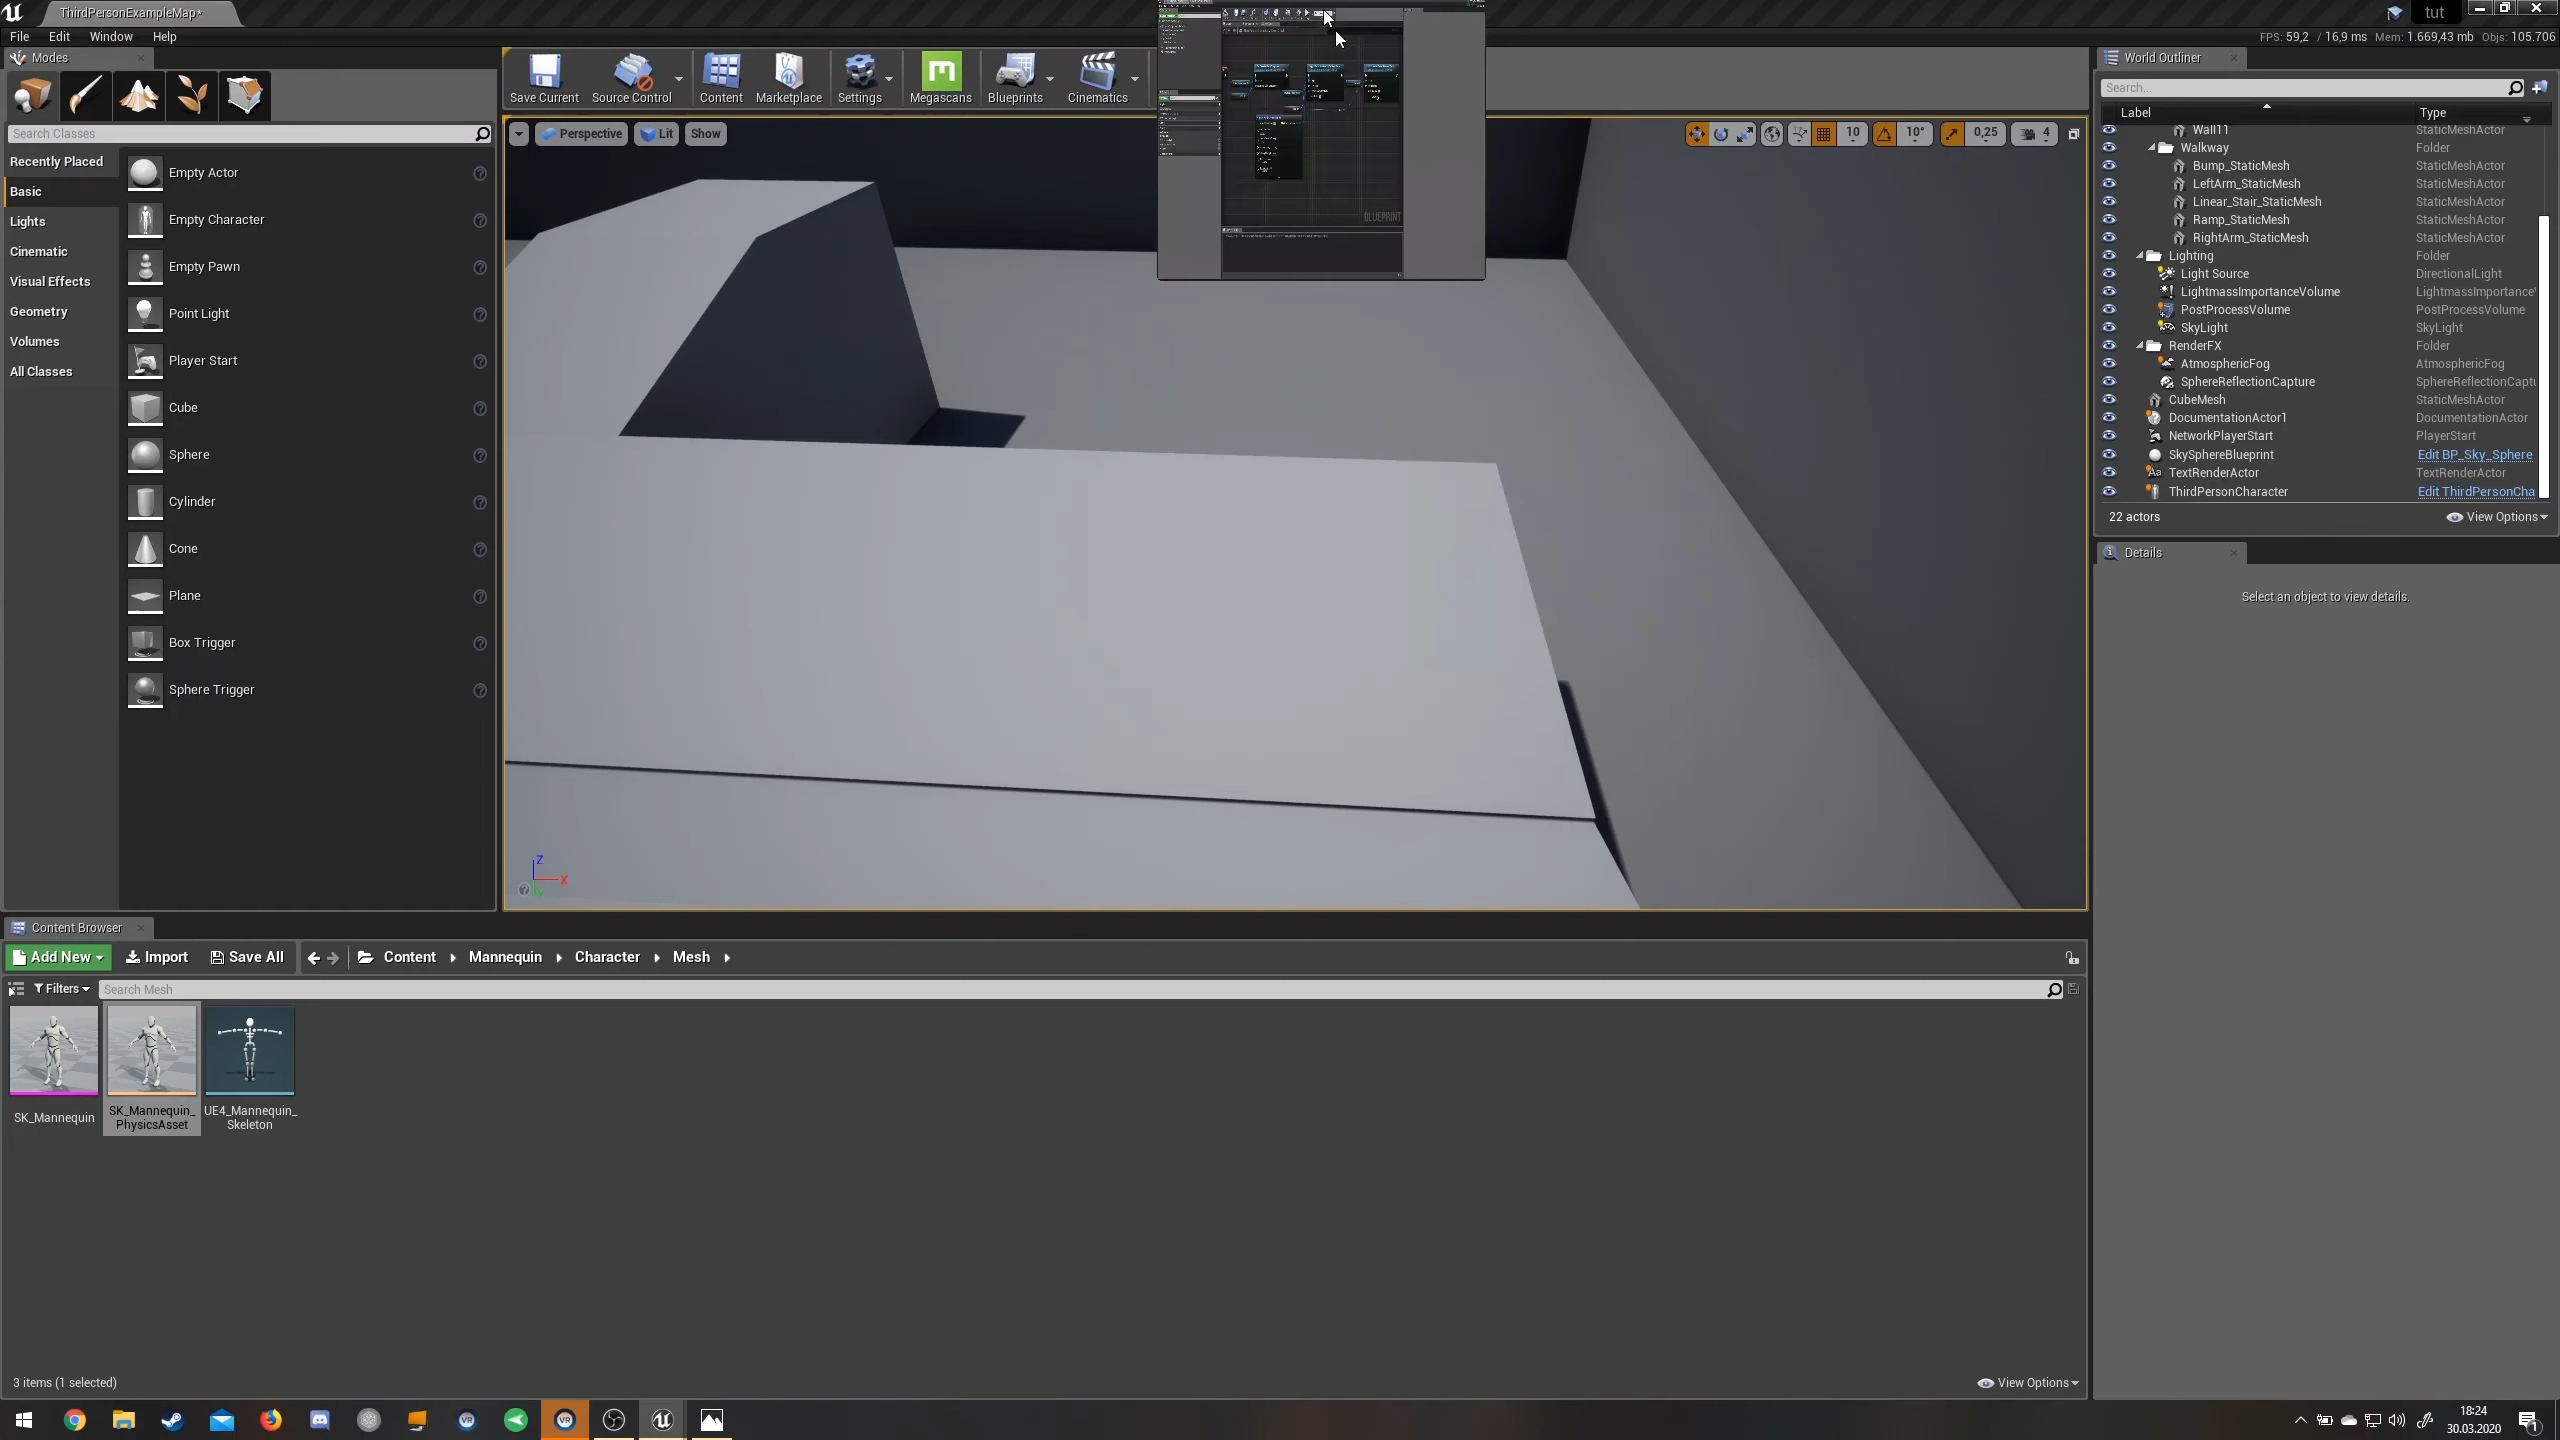 ThirdPersonExampleMap*
tut
File Edit Window Help
FPS: 59,2 / 16,9 ms Mem: 1.669,43 mb Objs: 105.706
Modes
Search Classes
Recently Placed
Basic
Lights
Cinematic
Visual Effects
Geometry
Volumes
All Classes
Empty Actor
Empty Character
Empty Pawn
Point Light
Player Start
Cube
Sphere
Cylinder
Cone
Plane
Box Trigger
Sphere Trigger
Save Current Source Control Content Marketplace Settings Megascans Blueprints Cinematics
Perspective Lit Show
10 10° 0,25 4
BLUEPRINT
Z
X
World Outliner
Search...
Label Type
Wall11 StaticMeshActor
Walkway Folder
Bump_StaticMesh StaticMeshActor
LeftArm_StaticMesh StaticMeshActor
Linear_Stair_StaticMesh StaticMeshActor
Ramp_StaticMesh StaticMeshActor
RightArm_StaticMesh StaticMeshActor
Lighting Folder
Light Source DirectionalLight
LightmassImportanceVolume LightmassImportance
PostProcessVolume PostProcessVolume
SkyLight SkyLight
RenderFX Folder
AtmosphericFog AtmosphericFog
SphereReflectionCapture SphereReflectionCaptu
CubeMesh StaticMeshActor
DocumentationActor1 DocumentationActor
NetworkPlayerStart PlayerStart
SkySphereBlueprint Edit BP_Sky_Sphere
TextRenderActor TextRenderActor
ThirdPersonCharacter Edit ThirdPersonCha
22 actors View Options
Details
Select an object to view details.
Content Browser
Add New Import Save All Content Mannequin Character Mesh
Filters Search Mesh
SK_Mannequin
SK_Mannequin_
PhysicsAsset
UE4_Mannequin_
Skeleton
3 items (1 selected) View Options
18:24
30.03.2020
1